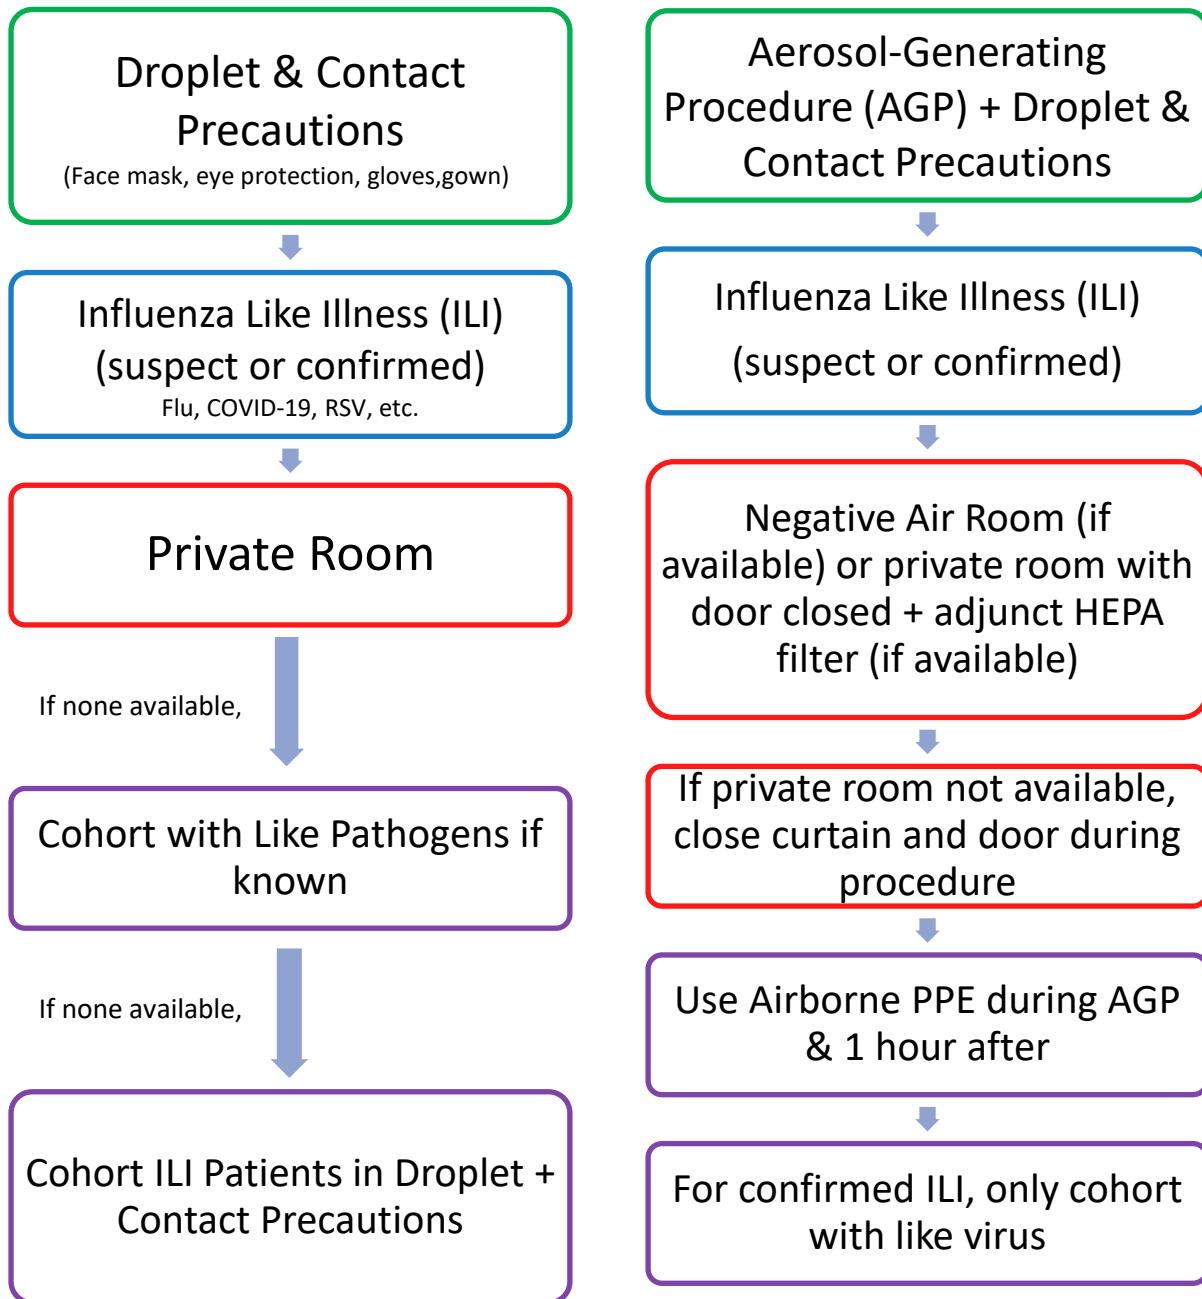 Droplet & Contact
Precautions
(Face mask, eye protection, gloves,gown)
Influenza Like Illness (ILI)
(suspect or confirmed)
Flu, COVID-19, RSV, etc.
Private Room
If none available,
Cohort with Like Pathogens if
known
If none available,
Cohort ILI Patients in Droplet +
Contact Precautions
Aerosol-Generating
Procedure (AGP) + Droplet &
Contact Precautions
Influenza Like Illness (ILI)
(suspect or confirmed)
Negative Air Room (if
available) or private room with
door closed + adjunct HEPA
filter (if available)
If private room not available,
close curtain and door during
procedure
Use Airborne PPE during AGP
& 1 hour after
For confirmed ILI, only cohort
with like virus